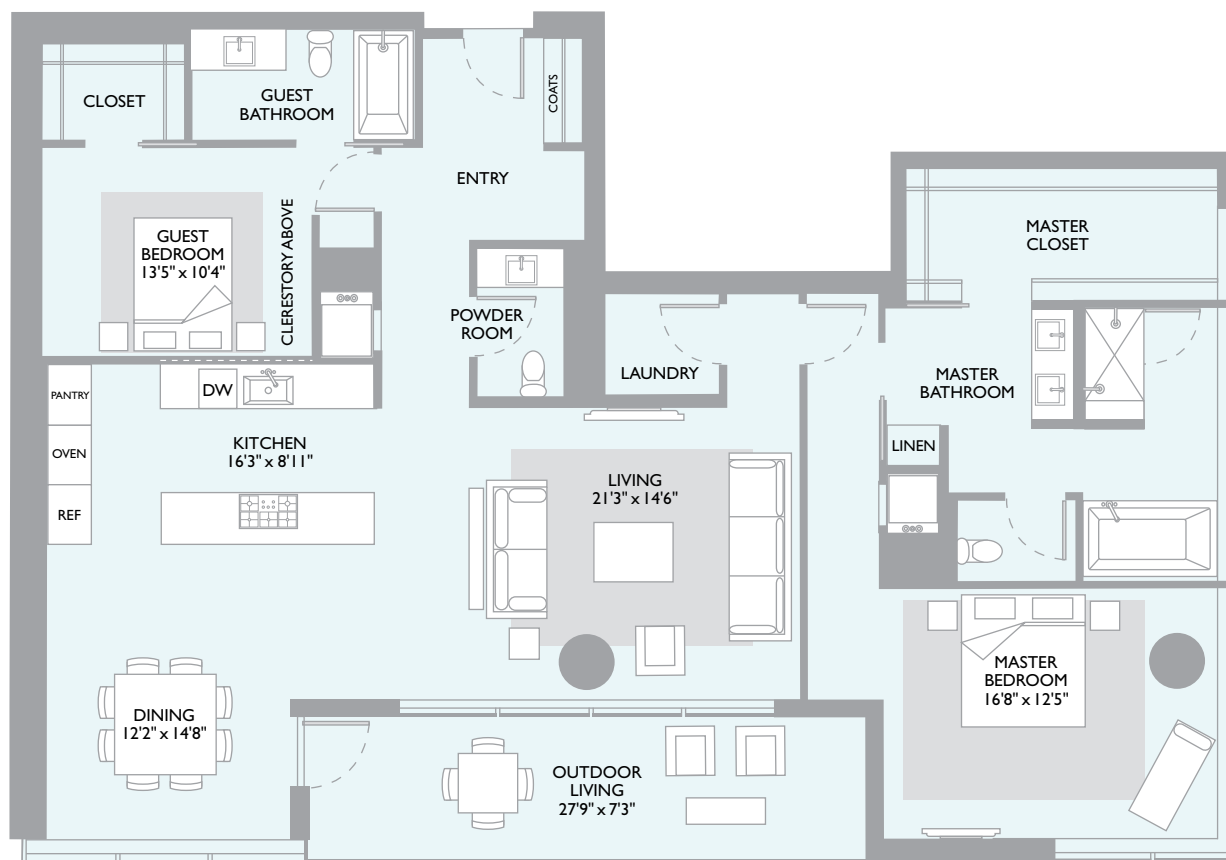 CLOSET
GUEST
BATHROOM
COATS
ENTRY
GUEST
BEDROOM
13'5" x 10'4"
CLERESTORY ABOVE
MASTER
CLOSET
POWDER
ROOM
LAUNDRY
MASTER
BATHROOM
PANTRY
DW
OVEN
KITCHEN
16'3" x 8'11"
LINEN
LIVING
21'3" x 14'6"
REF
MASTER
BEDROOM
16'8" x 12'5"
DINING
12'2" x 14'8"
OUTDOOR
LIVING
27'9" x 7'3"